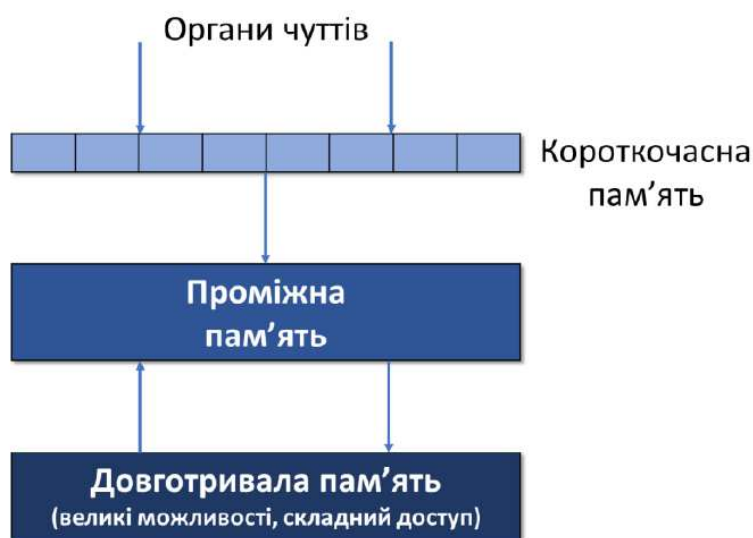 Органи чуттів
Короткочасна
пам’ять
Проміжна
пам’ять
Довготривала пам’ять
(великі можливості, складний доступ)